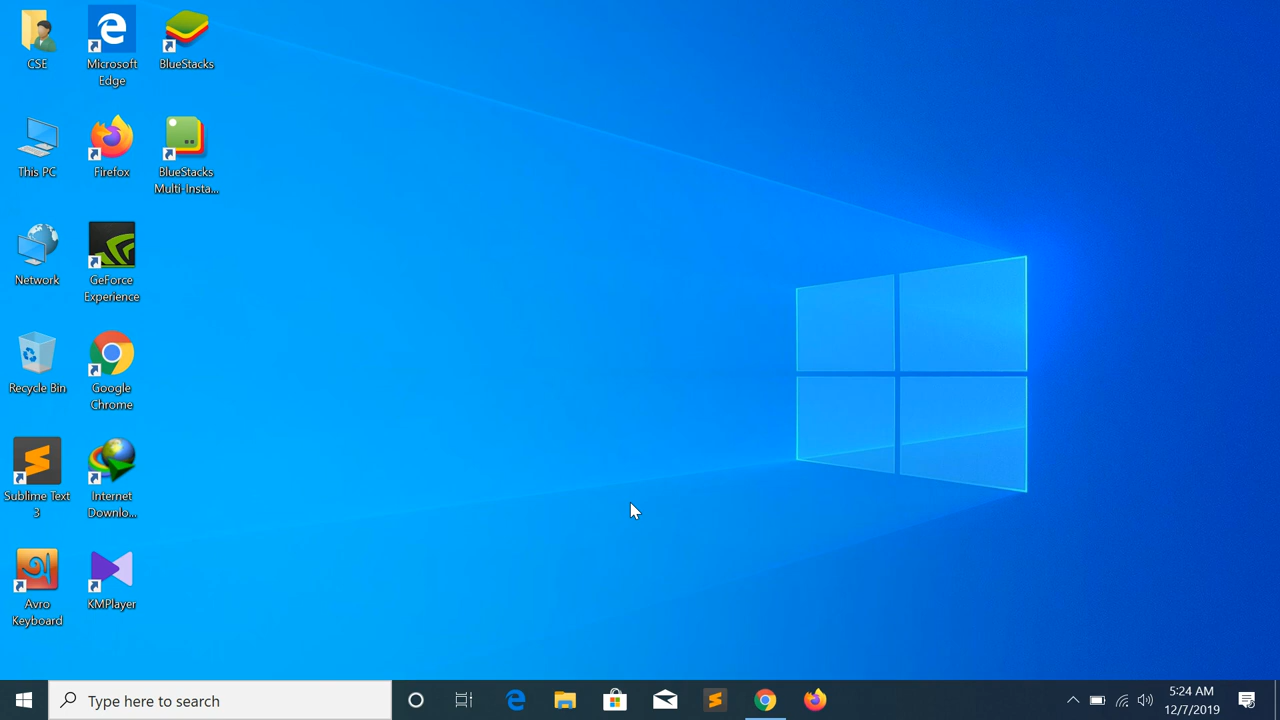 CSE
Microsoft
Edge
BlueStacks
This PC
Firefox
BlueStacks
Multi-Insta...
Network
GeForce
Experience
Recycle Bin
Google
Chrome
Sublime Text
3
Internet
Downlo...
Avro
Keyboard
KMPlayer
Type here to search
5:24 AM
12/7/2019